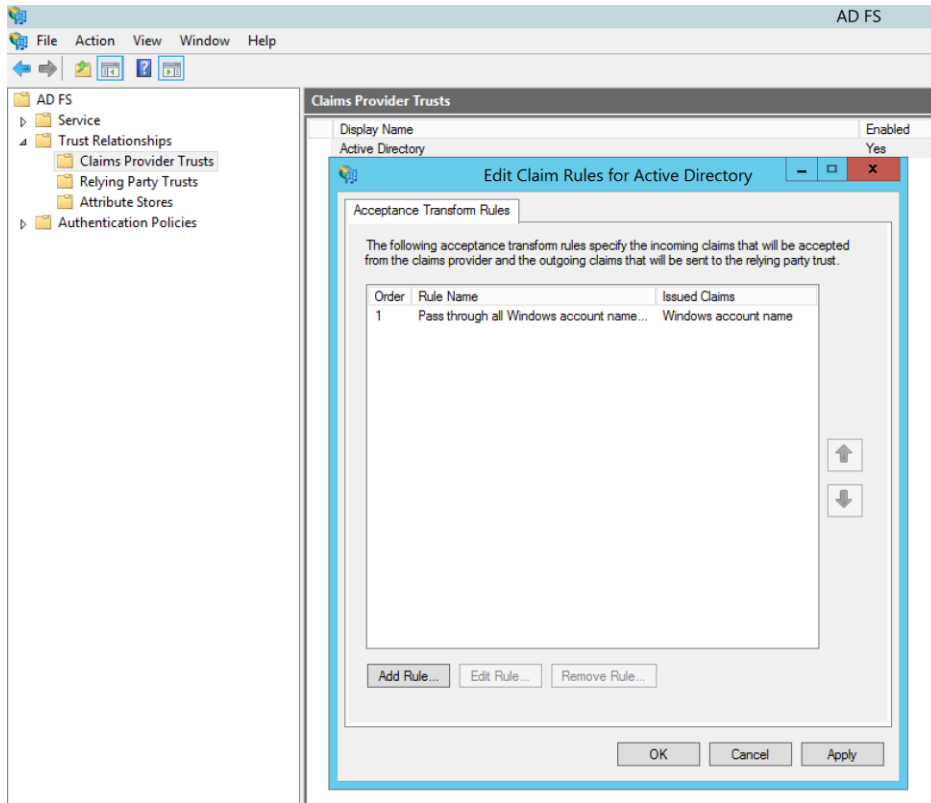 AD FS
File Action View Window Help
AD FS
Service
Trust Relationships
Claims Provider Trusts
Relying Party Trusts
Attribute Stores
Authentication Policies
Claims Provider Trusts
Display Name Enabled
Active Directory Yes
Edit Claim Rules for Active Directory
Acceptance Transform Rules
The following acceptance transform rules specify the incoming claims that will be accepted
from the claims provider and the outgoing claims that will be sent to the relying party trust.
Order Rule Name Issued Claims
1 Pass through all Windows account name... Windows account name
Add Rule... Edit Rule... Remove Rule...
OK Cancel Apply